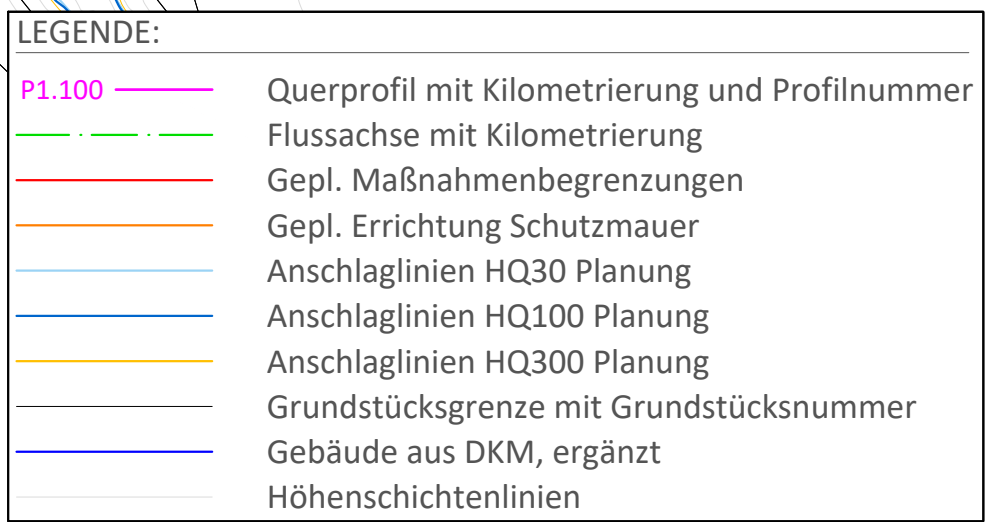 LEGENDE:
P1.100 Querprofil mit Kilometrierung und Profilnummer
Flussachse mit Kilometrierung
Gepl. Maßnahmenbegrenzungen
Gepl. Errichtung Schutzmauer
Anschlaglinien HQ30 Planung
Anschlaglinien HQ100 Planung
Anschlaglinien HQ300 Planung
Grundstücksgrenze mit Grundstücksnummer
Gebäude aus DKM, ergänzt
Höhenschichtenlinien